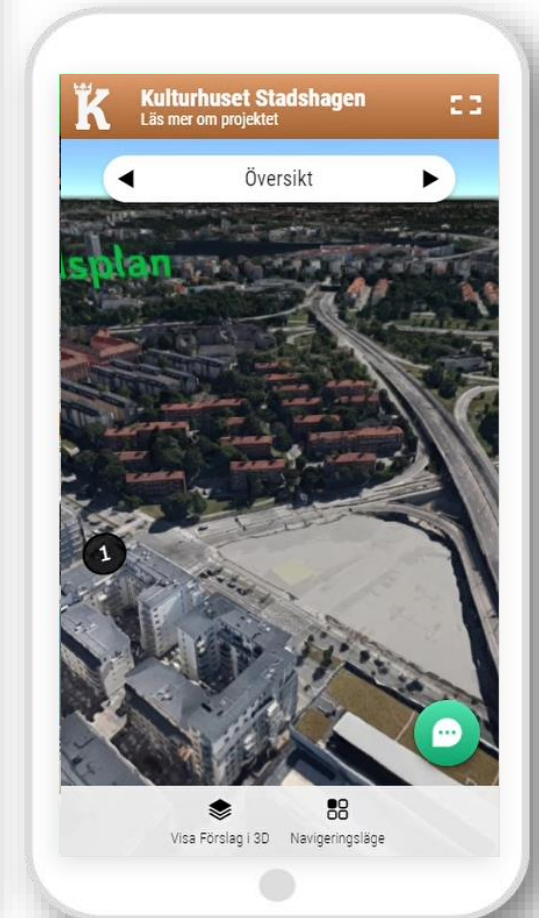 K
Kulturhuset Stadshagen
Läs mer om projektet
Översikt
splan
1
Visa Förslag i 3D
Navigeringsläge